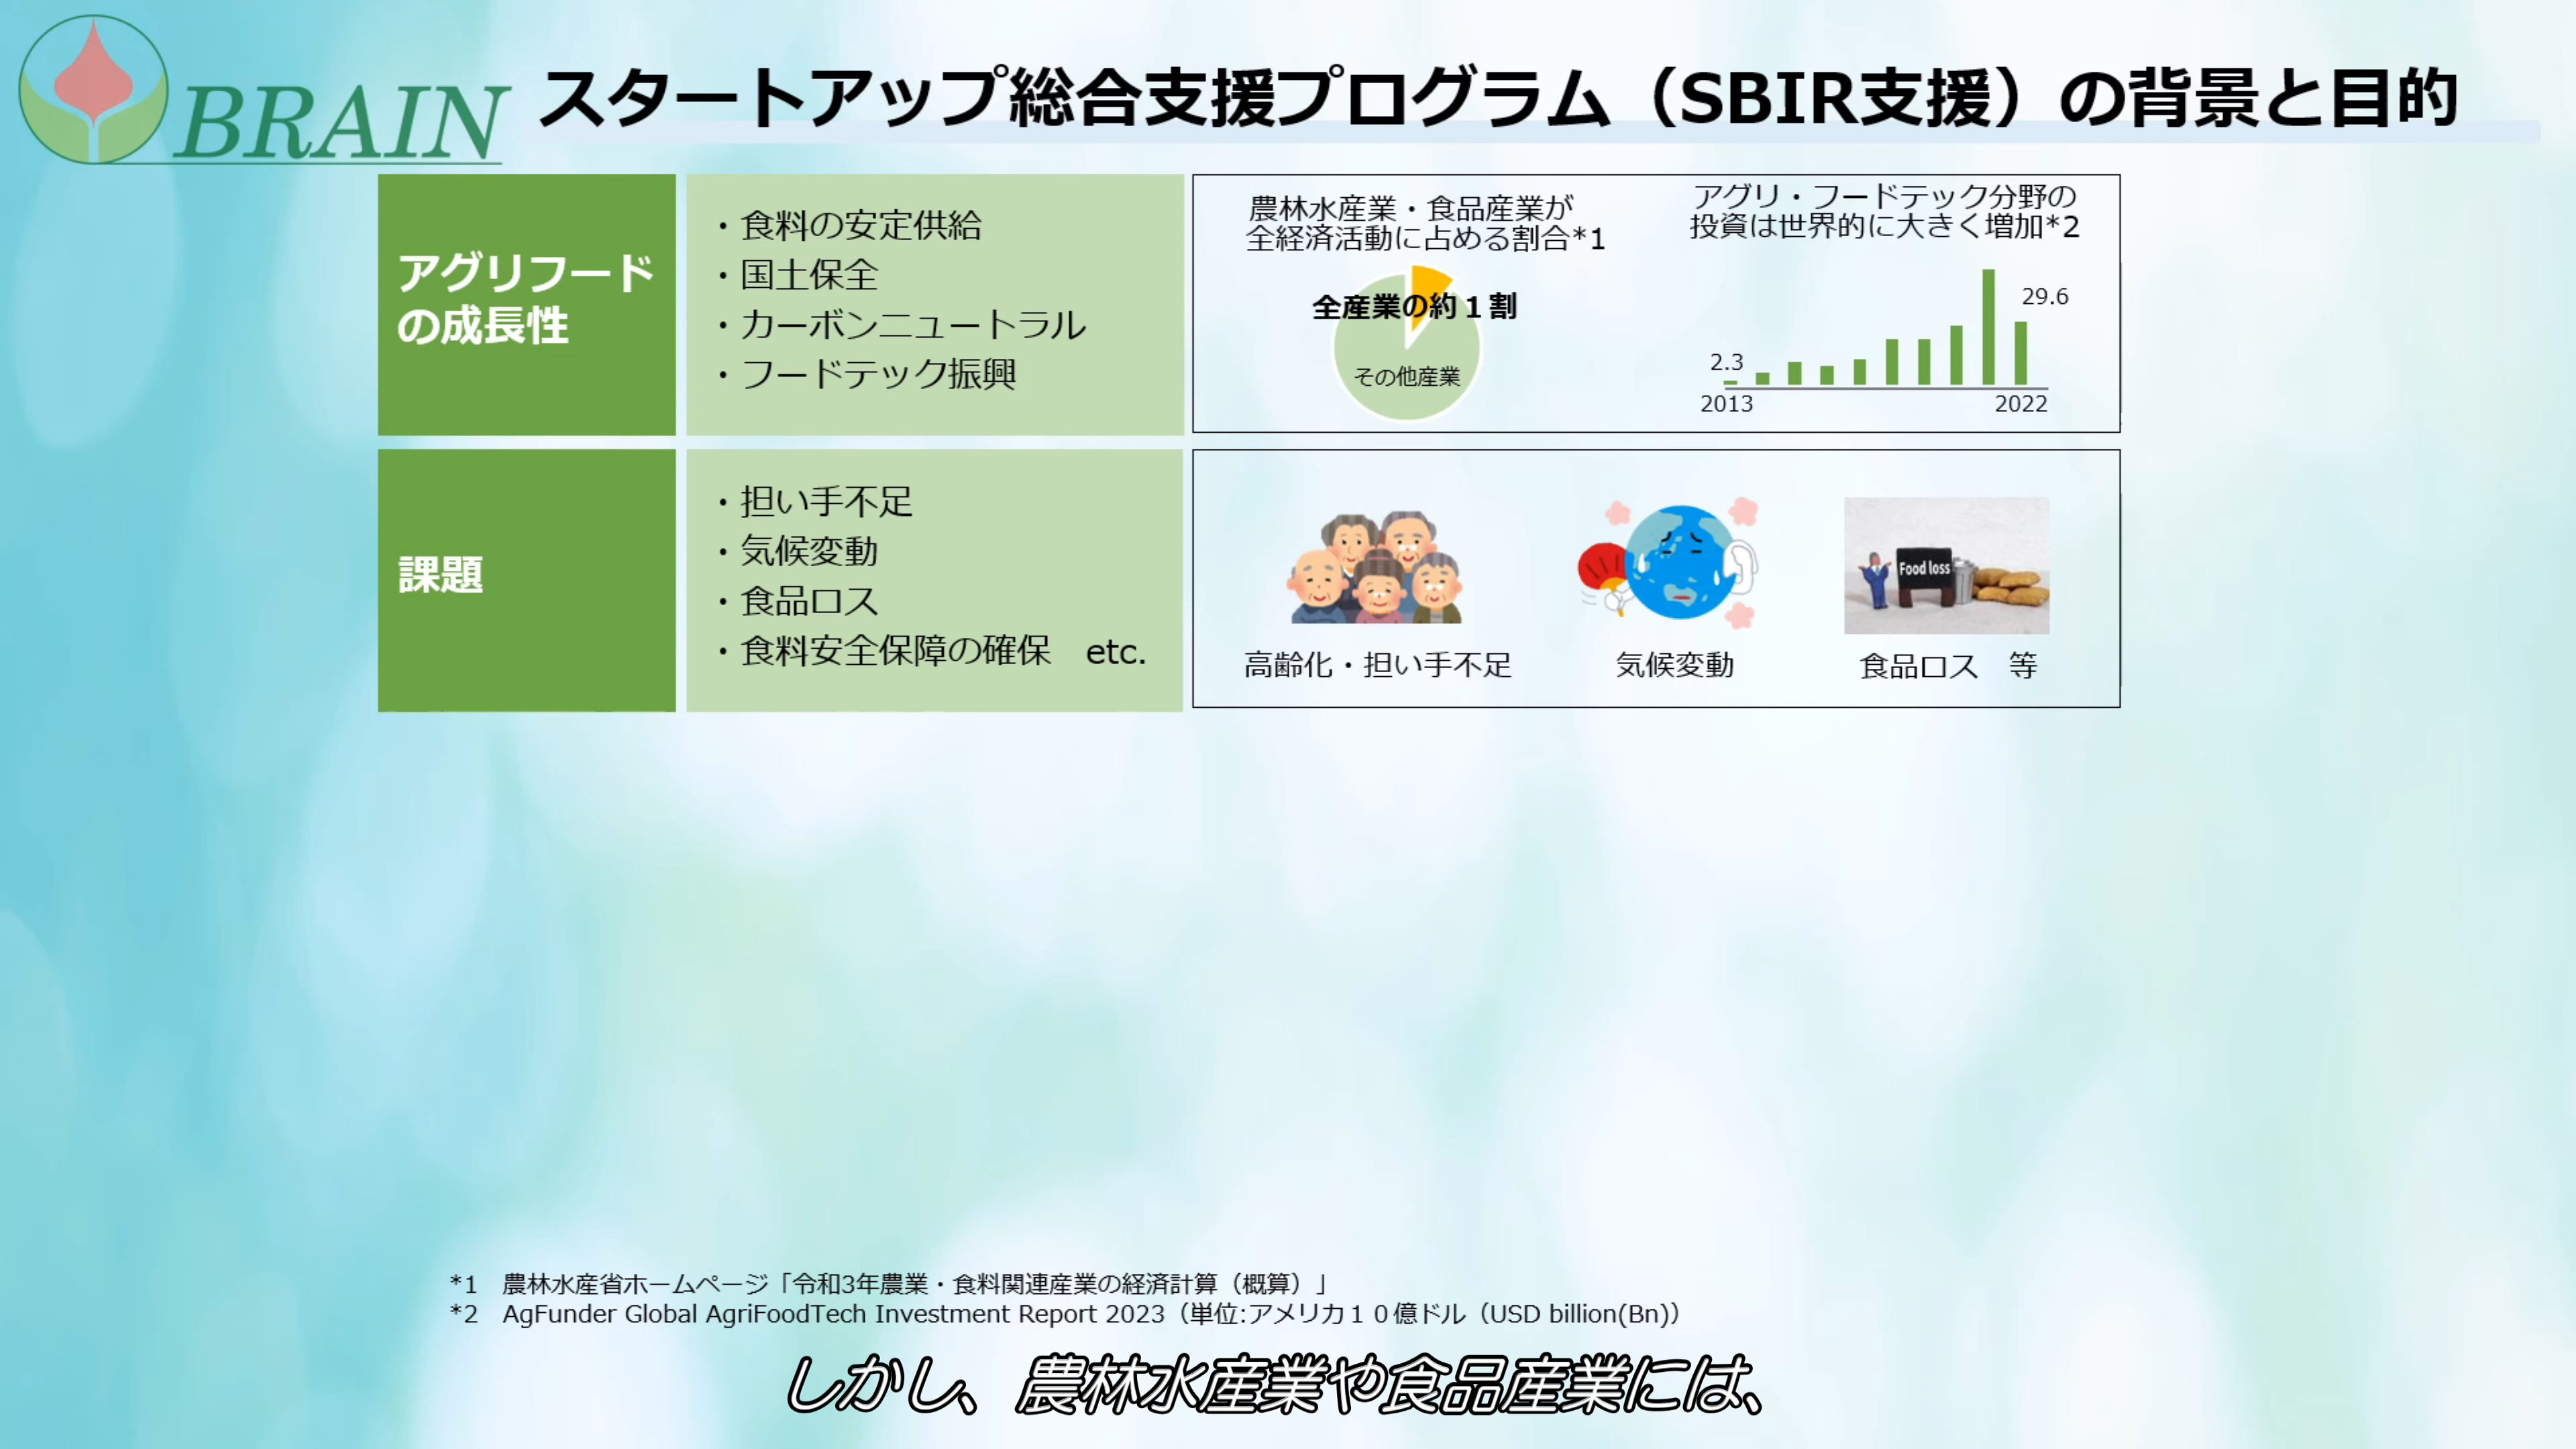 BRAIN
スタートアップ総合支援プログラム（SBIR支援）の背景と目的
アグリフード
の成長性
・食料の安定供給
・国土保全
・カーボンニュートラル
・フードテック振興
農林水産業・食品産業が
全経済活動に占める割合*1
全産業の約１割
その他産業
アグリ・フードテック分野の
投資は世界的に大きく増加*2
29.6
2.3
2013
2022
課題
・担い手不足
・気候変動
・食品ロス
・食料安全保障の確保　etc.
Food loss
高齢化・担い手不足
気候変動
食品ロス　等
*1　農林水産省ホームページ「令和3年農業・食料関連産業の経済計算（概算）」
*2　AgFunder Global AgriFoodTech Investment Report 2023（単位:アメリカ１０億ドル（USD billion(Bn)）
しかし、農林水産業や食品産業には、